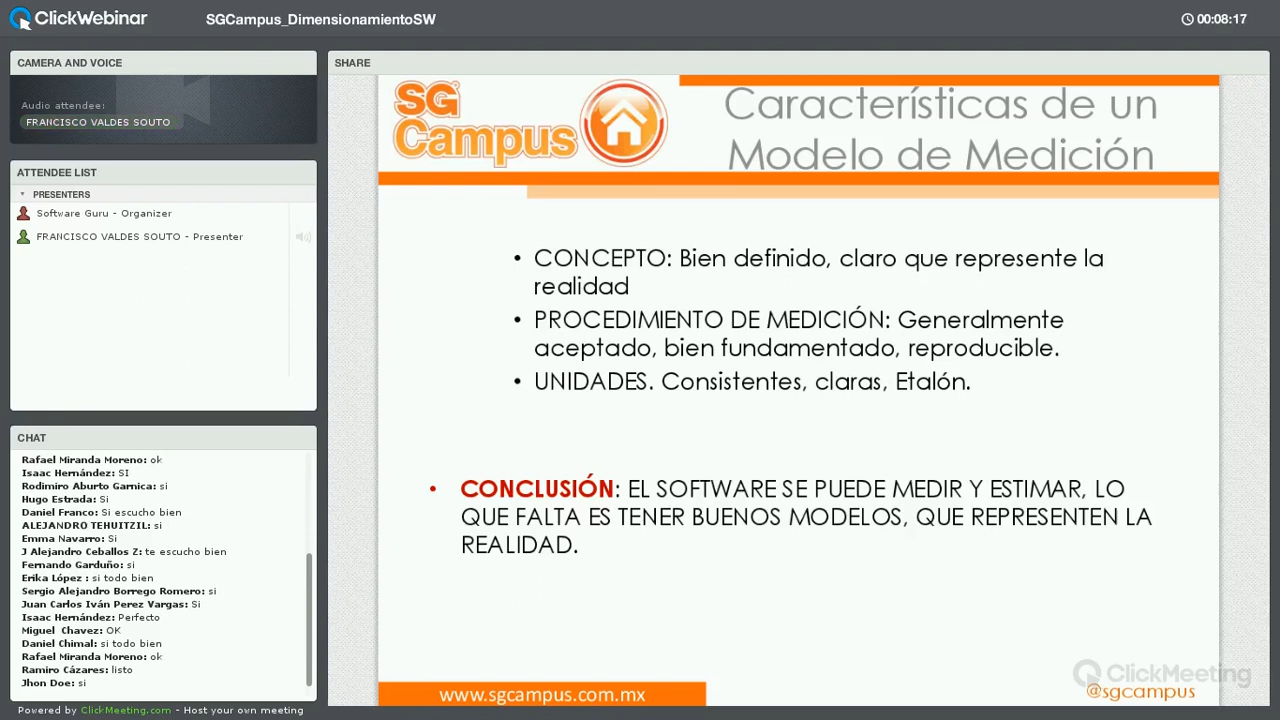 ClickWebinar
SGCampus_DimensionamientoSW
00:08:17
CAMERA AND VOICE
Audio attendee:
FRANCISCO VALDES SOUTO
ATTENDEE LIST
PRESENTERS
Software Guru - Organizer
FRANCISCO VALDES SOUTO - Presenter
CHAT
Rafael Miranda Moreno: ok
Isaac Hernández: SI
Rodimiro Aburto Garnica: si
Hugo Estrada: Si
Daniel Franco: Si escucho bien
ALEJANDRO TEHUITZIL: si
Emma Navarro: Si
J Alejandro Ceballos Z: te escucho bien
Fernando Garduño: si
Erika López : si todo bien
Sergio Alejandro Borrego Romero: si
Juan Carlos Iván Perez Vargas: Si
Isaac Hernández: Perfecto
Miguel Chavez: OK
Daniel Chimal: si todo bien
Rafael Miranda Moreno: ok
Ramiro Cázares: listo
Jhon Doe: si
Powered by ClickMeeting.com - Host your own meeting
SHARE
SG
Campus
Características de un
Modelo de Medición
• CONCEPTO: Bien definido, claro que represente la
realidad
• PROCEDIMIENTO DE MEDICIÓN: Generalmente
aceptado, bien fundamentado, reproducible.
• UNIDADES. Consistentes, claras, Etalón.
• CONCLUSIÓN: EL SOFTWARE SE PUEDE MEDIR Y ESTIMAR, LO
QUE FALTA ES TENER BUENOS MODELOS, QUE REPRESENTEN LA
REALIDAD.
ClickMeeting
www.sgcampus.com.mx
@sgcampus